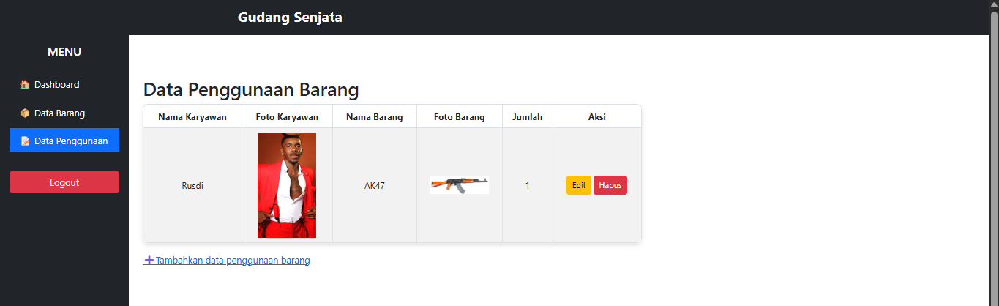 Gudang Senjata
MENU
Dashboard
Data Barang
Data Penggunaan
Logout
Data Penggunaan Barang
Nama Karyawan Foto Karyawan Nama Barang Foto Barang Jumlah Aksi
Rusdi AK47 1 Edit Hapus
Tambahkan data penggunaan barang